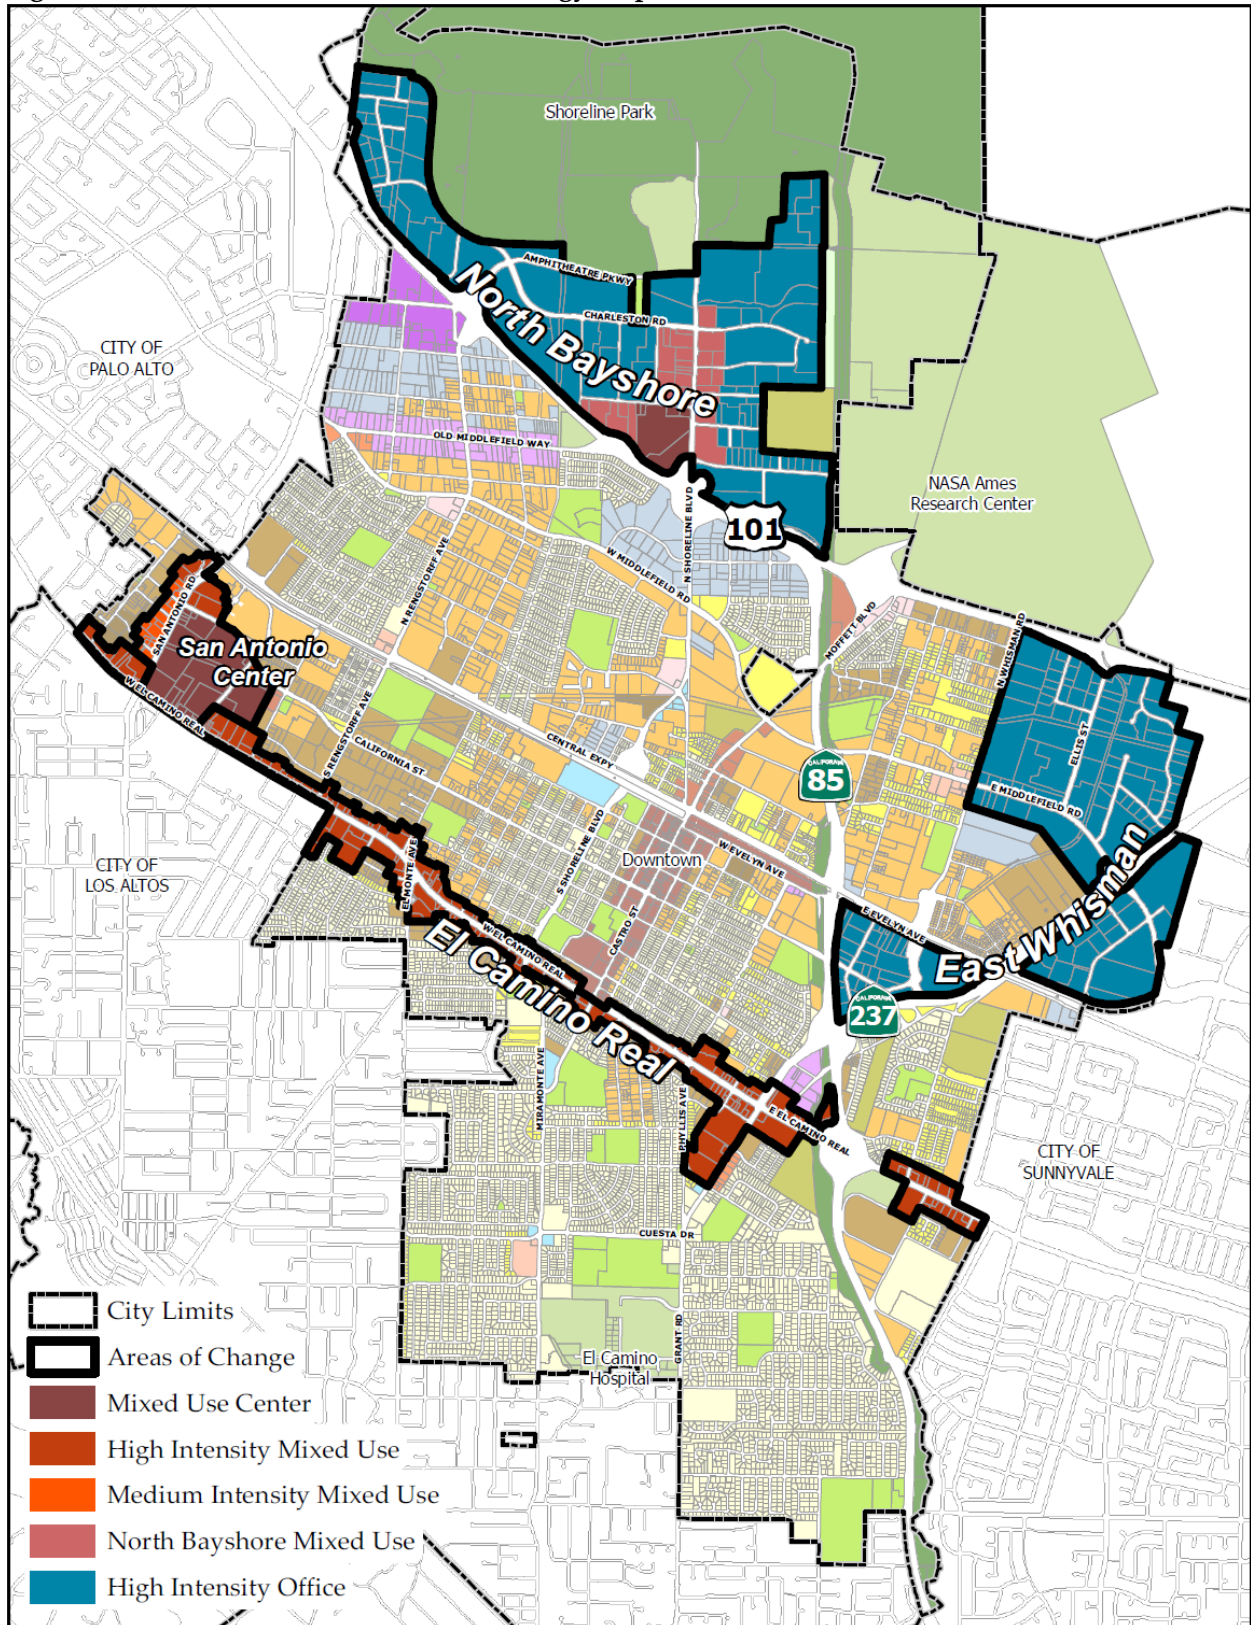 Shoreline Park
AMPHITHEATRE PKWY
CHARLESTON RD
North Bayshore
CITY OF
PALO ALTO
OLD MIDDLEFIELD WAY
NASA Ames
Research Center
101
N SHORELINE BLVD
W MIDDLEFIELD RD
N RENGSTORFF AVE
MOFFETT BLVD
N WHISMAN RD
SAN ANTONIO RD
San Antonio
Center
W EL CAMINO REAL
S RENGSTORFF AVE
CALIFORNIA ST
CENTRAL EXPY
CALIFORNIA
85
ELLIS ST
E MIDDLEFIELD RD
S SHORELINE BLVD
Downtown
W EVELYN AVE
CITY OF
LOS ALTOS
EL MONTE AVE
CASTRO ST
E EVELYN AVE
East Whisman
W EL CAMINO REAL
El Camino Real
CALIFORNIA
237
MIRAMONTE AVE
PHYLLIS AVE
E EL CAMINO REAL
CITY OF
SUNNYVALE
CUESTA DR
GRANT RD
El Camino
Hospital
City Limits
Areas of Change
Mixed Use Center
High Intensity Mixed Use
Medium Intensity Mixed Use
North Bayshore Mixed Use
High Intensity Office